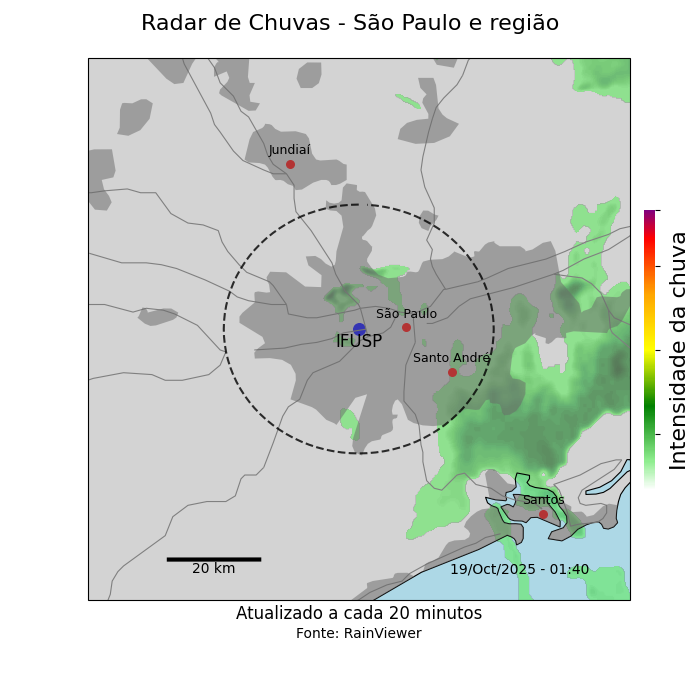 Radar de Chuvas - São Paulo e região
Jundiaí
São Paulo
IFUSP
Santo André
Santos
20 km
19/Oct/2025 - 01:40
Intensidade da chuva
Atualizado a cada 20 minutos
Fonte: RainViewer